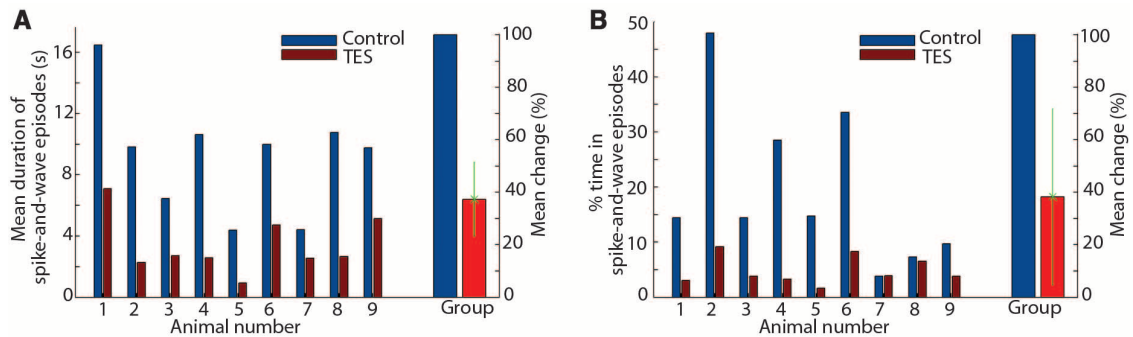 A
Mean duration of
spike-and-wave episodes (s)
16
12
8
4
0
Control
TES
1 2 3 4 5 6 7 8 9
Animal number
Group
100
80
60
40
20
0
Mean change (%)
B
% time in
spike-and-wave episodes
50
40
30
20
10
0
Control
TES
1 2 3 4 5 6 7 8 9
Animal number
Group
100
80
60
40
20
0
Mean change (%)